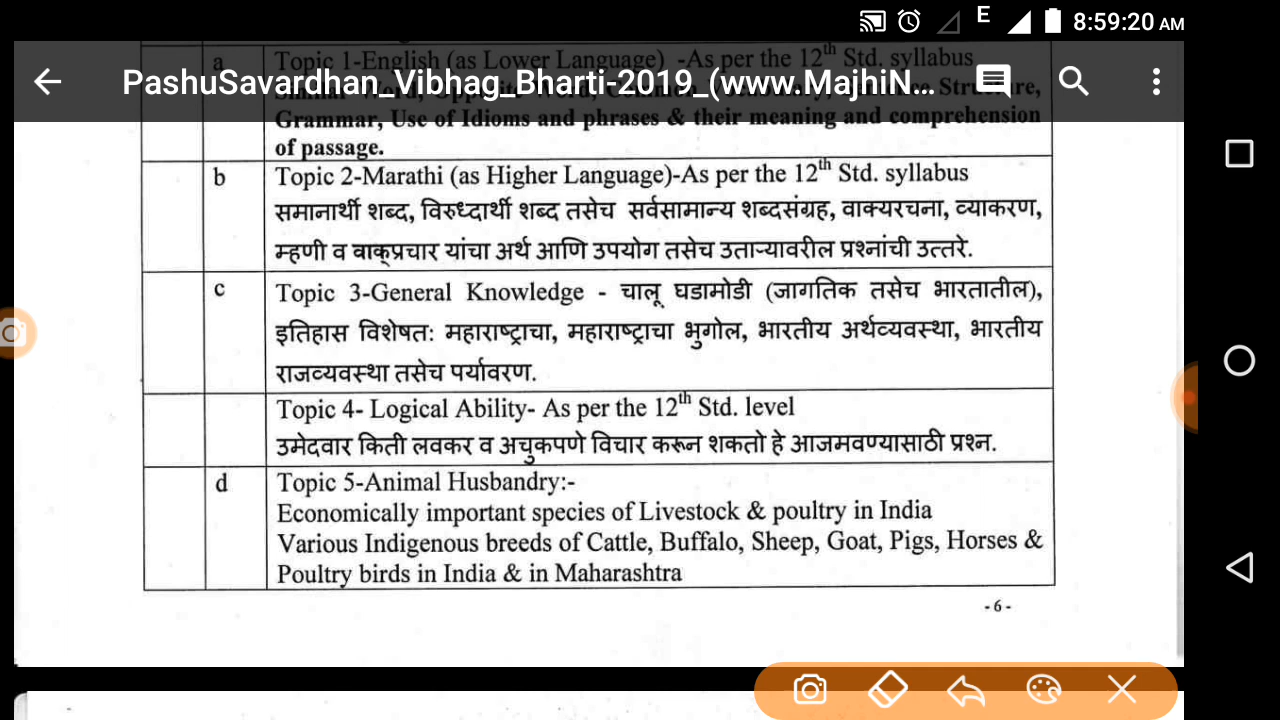 E 8:59:20 AM
PashuSavardhan_Vibhag_Bharti-2019_(www.MajhiN...
a Topic 1-English (as Lower Language) -As per the 12th Std. syllabus
Grammar, Use of Idioms and phrases & their meaning and comprehension
of passage.
b Topic 2-Marathi (as Higher Language)-As per the 12th Std. syllabus
समानार्थी शब्द, विरुध्दार्थी शब्द तसेच सर्वसामान्य शब्दसंग्रह, वाक्यरचना, व्याकरण,
म्हणी व वाक्‌प्रचार यांचा अर्थ आणि उपयोग तसेच उताऱ्यावरील प्रश्नांची उत्तरे.
c Topic 3-General Knowledge - चालू घडामोडी (जागतिक तसेच भारतातील),
इतिहास विशेषत: महाराष्ट्राचा, महाराष्ट्राचा भुगोल, भारतीय अर्थव्यवस्था, भारतीय
राजव्यवस्था तसेच पर्यावरण.
Topic 4- Logical Ability- As per the 12th Std. level
उमेदवार किती लवकर व अचुकपणे विचार करून शकतो हे आजमवण्यासाठी प्रश्न.
d Topic 5-Animal Husbandry:-
Economically important species of Livestock & poultry in India
Various Indigenous breeds of Cattle, Buffalo, Sheep, Goat, Pigs, Horses &
Poultry birds in India & in Maharashtra
- 6 -